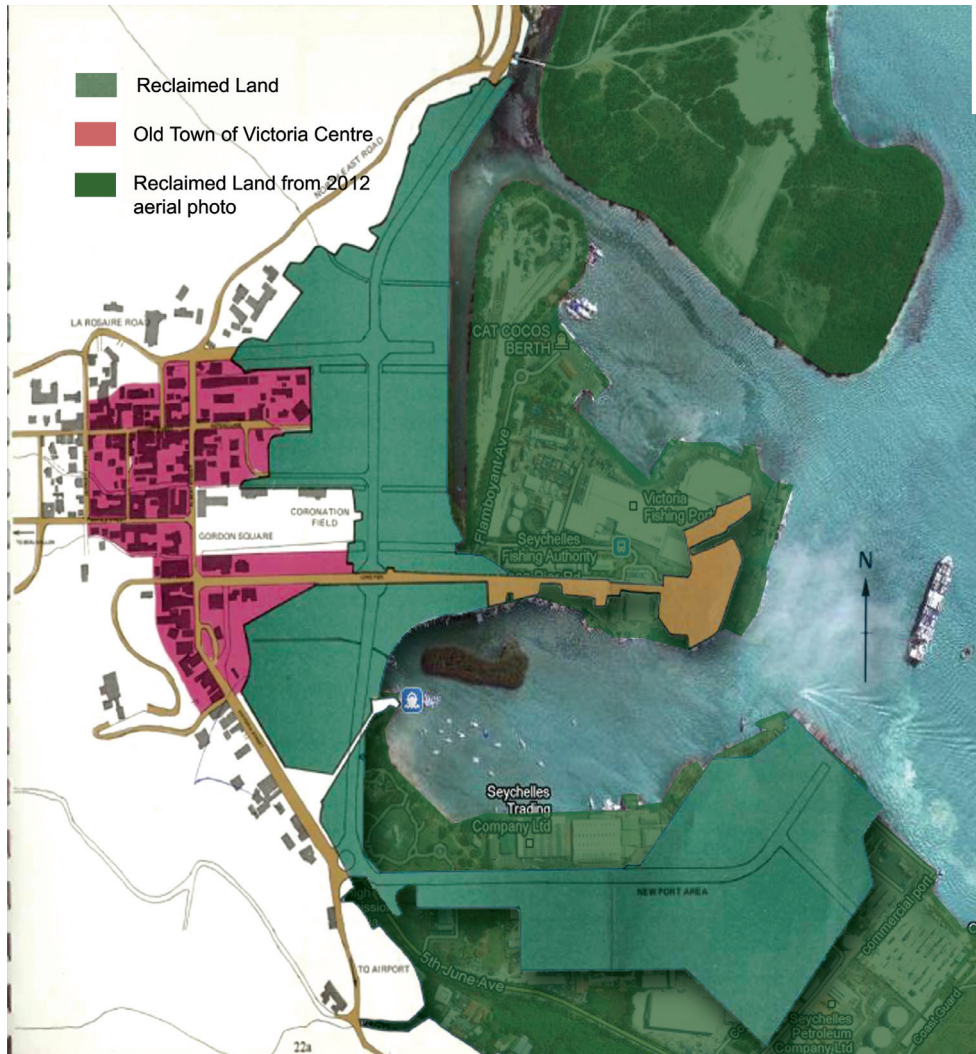 Reclaimed Land
Old Town of Victoria Centre
Reclaimed Land from 2012
aerial photo
LA ROSAIRE ROAD
CAT COCOS
BERTH
Flamboyant Ave
CORONATION
FIELD
GORDON SQUARE
Victoria
Fishing Port
Seychelles
Fishing Authority
LONG PIER
N
Seychelles
Trading
Company Ltd
NEW PORT AREA
commercial port
TO AIRPORT
5th June Ave
Coast Guard
Seychelles
Petroleum
Company Ltd
22a